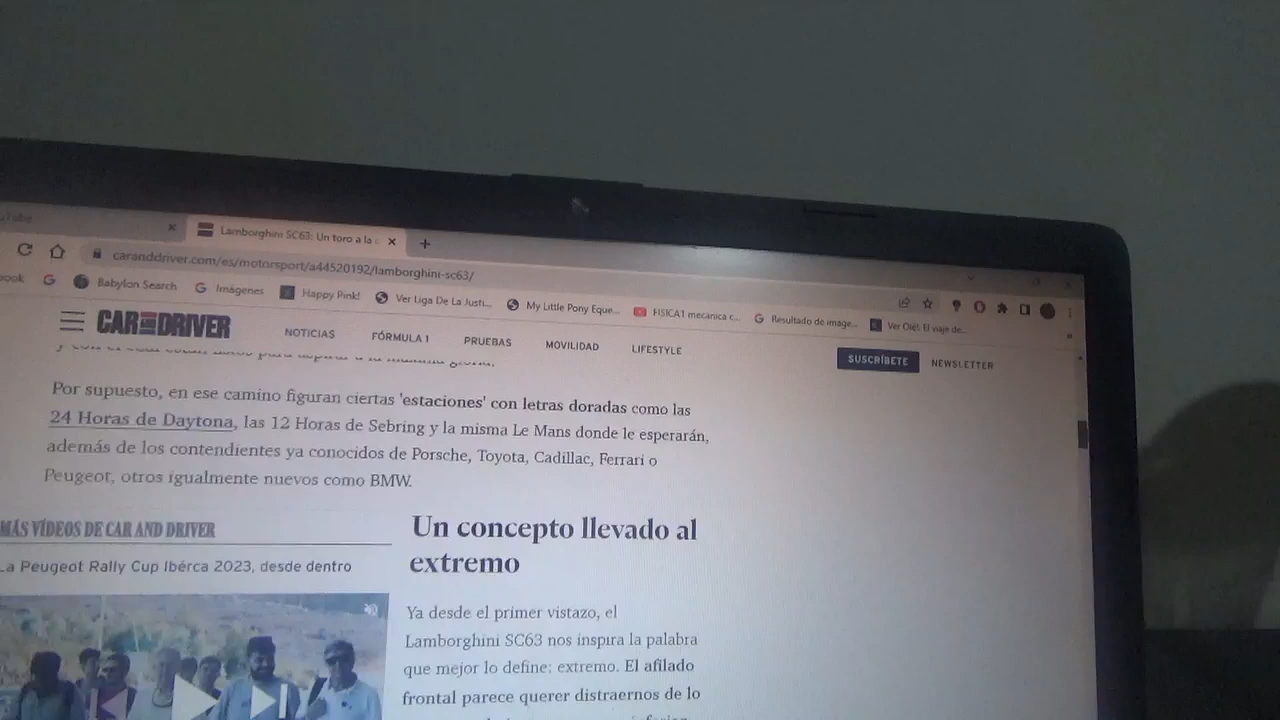 Tube
Lamborghini SC63: Un toro a la c
caranddriver.com/es/motorsport/a44520192/lamborghini-sc63/
ook
Babylon Search
Imágenes
Happy Pink!
Ver Liga De La Justi...
My Little Pony Eque...
FISICA1 mecanica c...
Resultado de image...
Ver Olé!. El viaje de...
CAR AND DRIVER
NOTICIAS
FÓRMULA 1
PRUEBAS
MOVILIDAD
LIFESTYLE
SUSCRÍBETE
NEWSLETTER
Por supuesto, en ese camino figuran ciertas 'estaciones' con letras doradas como las
24 Horas de Daytona, las 12 Horas de Sebring y la misma Le Mans donde le esperarán,
además de los contendientes ya conocidos de Porsche, Toyota, Cadillac, Ferrari o
Peugeot, otros igualmente nuevos como BMW.
MÁS VÍDEOS DE CAR AND DRIVER
La Peugeot Rally Cup Ibérca 2023, desde dentro
Un concepto llevado al
extremo
Ya desde el primer vistazo, el
Lamborghini SC63 nos inspira la palabra
que mejor lo define: extremo. El afilado
frontal parece querer distraernos de lo